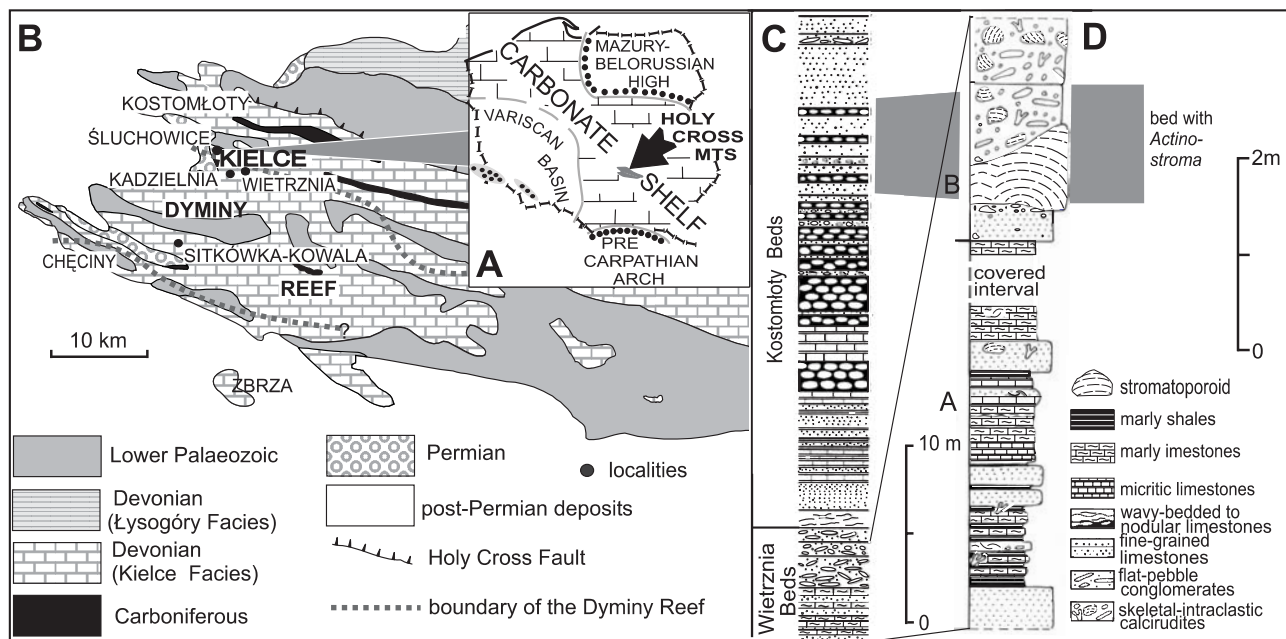 B
KOSTOMŁOTY
ŚLUCHOWICE
KIELCE
KADZIELNIA
WIETRZNIA
DYMINY
CHĘCINY
SITKÓWKA-KOWALA
REEF
?
10 km
ZBRZA
A
CARBONATE
SHELF
MAZURY-
BELORUSSIAN
HIGH
VARISCAN
BASIN
HOLY
CROSS
MTS
PRE
CARPATHIAN
ARCH
Lower Palaeozoic
Devonian
(Łysogóry Facies)
Devonian
(Kielce Facies)
Carboniferous
Permian
localities
post-Permian deposits
Holy Cross Fault
boundary of the Dyminy Reef
C
Kostomłoty Beds
Wietrznia
Beds
10 m
0
D
B
A
covered
interval
bed with
Actino-
stroma
2m
0
stromatoporoid
marly shales
marly imestones
micritic limestones
wavy-bedded to
nodular limestones
fine-grained
limestones
flat-pebble
conglomerates
skeletal-intraclastic
calcirudites